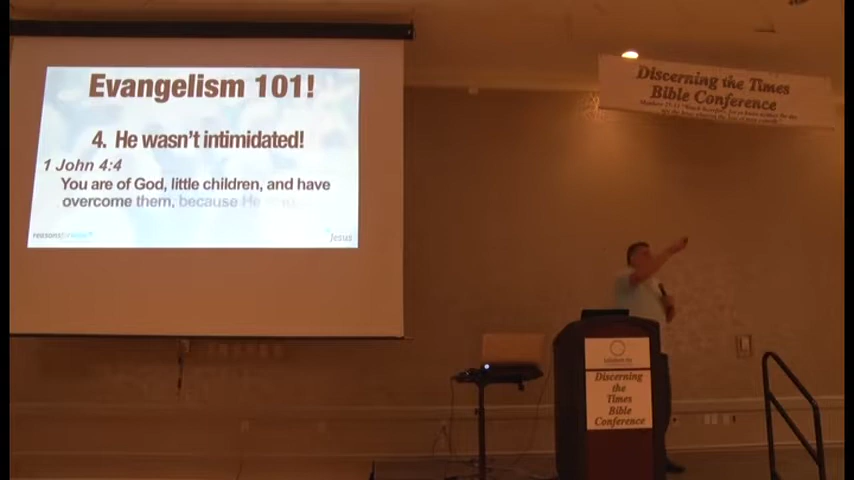 Evangelism 101!
4. He wasn't intimidated!
1 John 4:4
You are of God, little children, and have
overcome them, because He
Jesus
Discerning the Times
Bible Conference
Discerning
the
Times
Bible
Conference